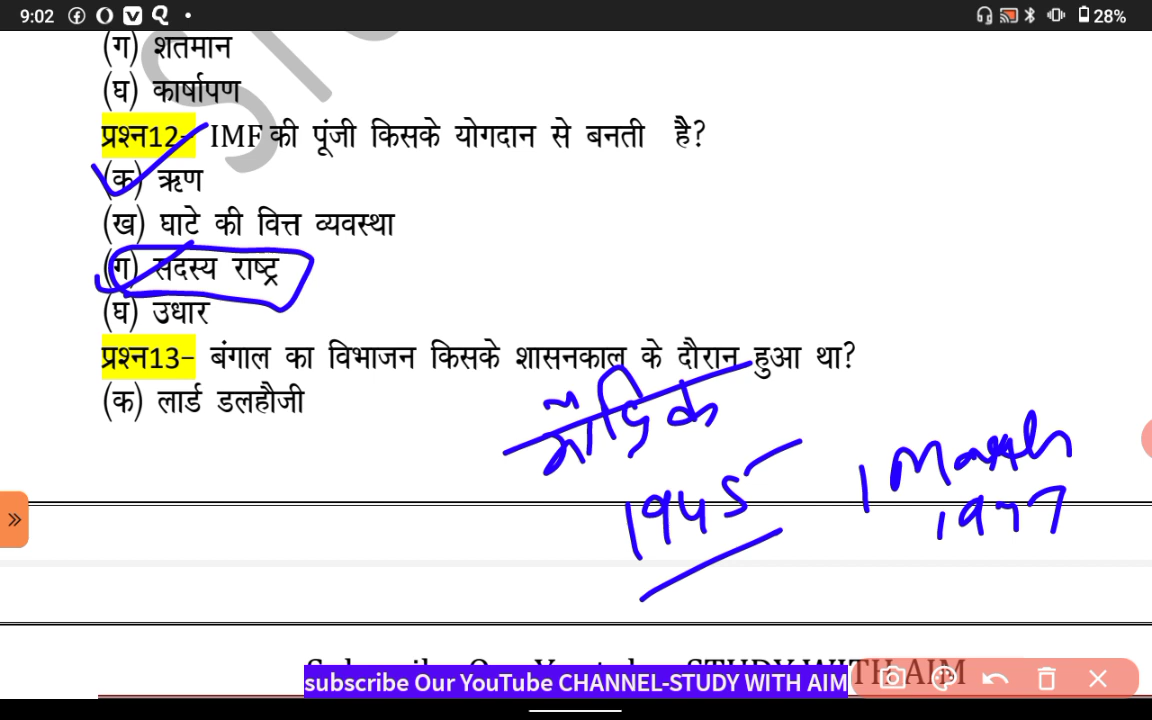 9:02 28%
(ग) शतमान
(घ) कार्षापण
प्रश्न12- IMF की पूंजी किसके योगदान से बनती है?
(क) ऋण
(ख) घाटे की वित्त व्यवस्था
(ग) सदस्य राष्ट्र
(घ) उधार
प्रश्न13- बंगाल का विभाजन किसके शासनकाल के दौरान हुआ था?
(क) लार्ड डलहौजी
1945
1 March
1977
subscribe Our YouTube CHANNEL-STUDY WITH AIM